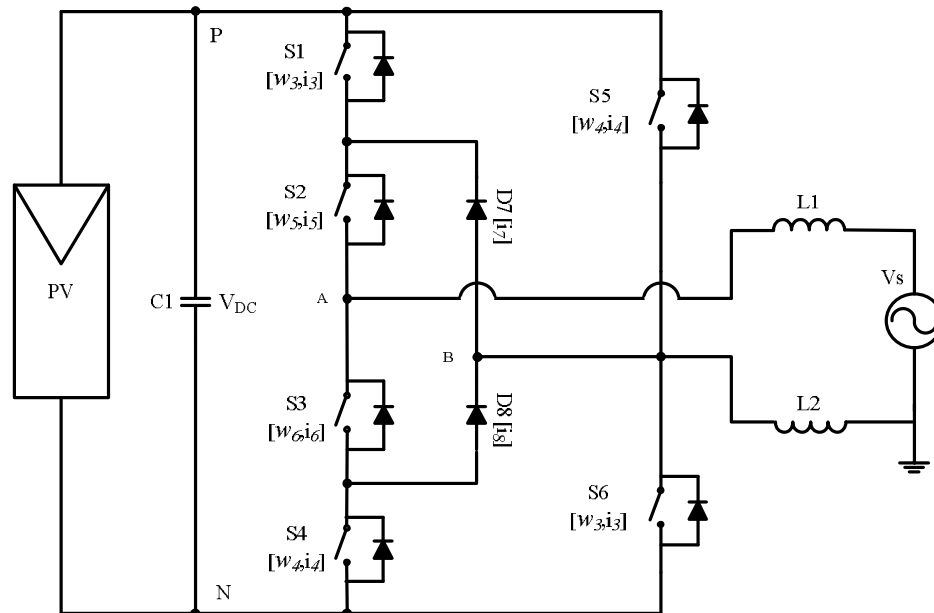 P
S1
[w3,i3]
S5
[w4,i4]
S2
[w5,i5]
D7 [i7]
L1
PV
C1
VDC
A
Vs
B
S3
[w6,i6]
D8 [i8]
L2
S6
[w3,i3]
S4
[w4,i4]
N